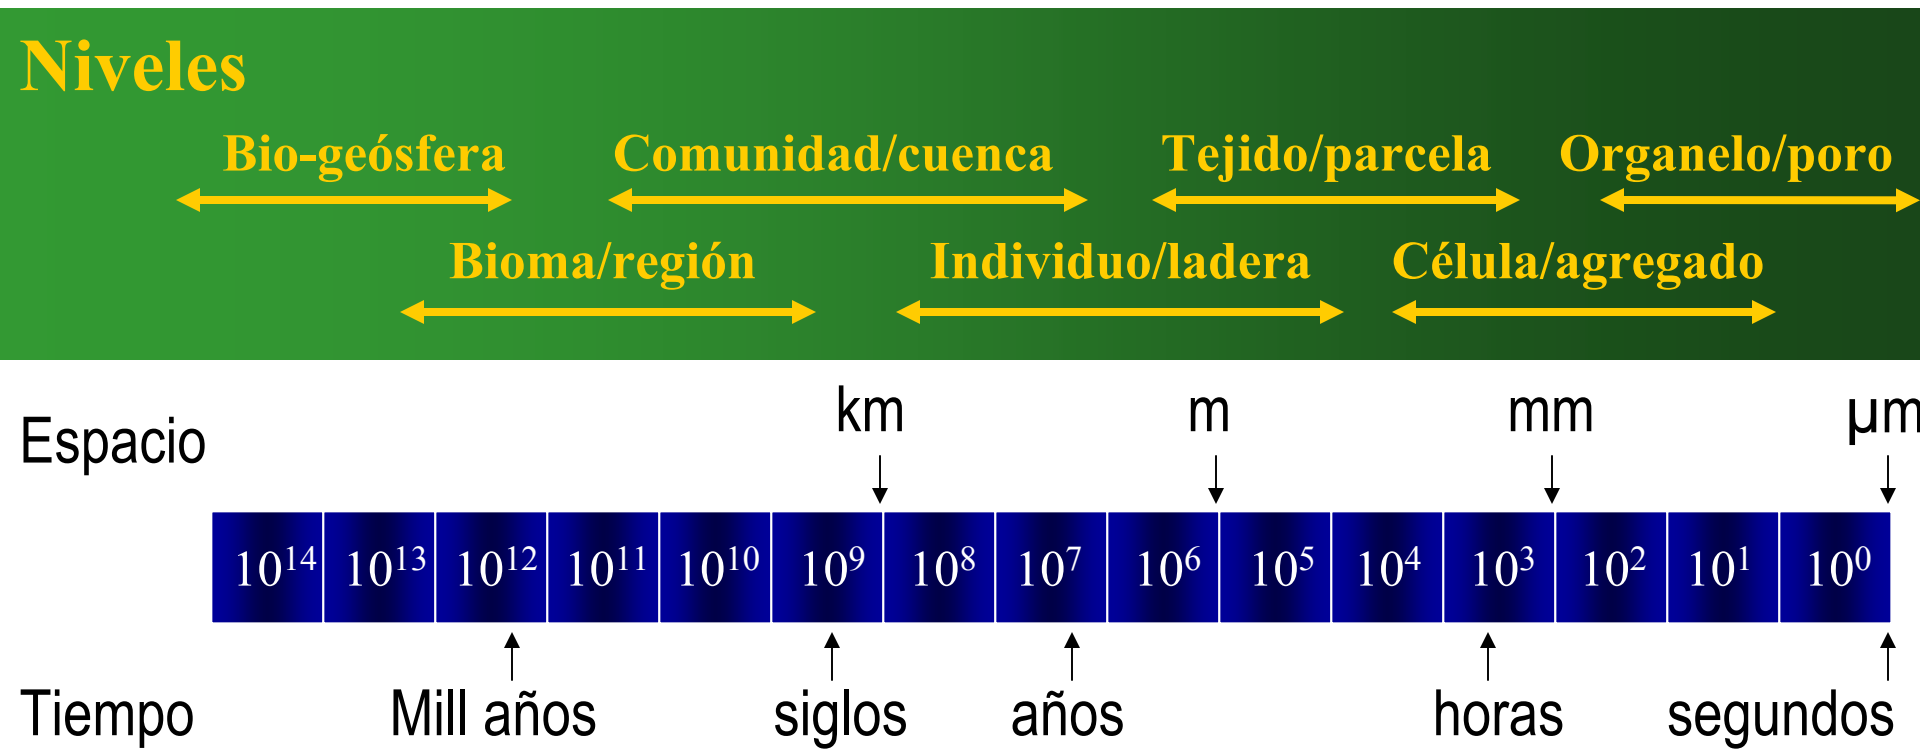 Niveles
Bio-geósfera Comunidad/cuenca Tejido/parcela Organelo/poro
Bioma/región Individuo/ladera Célula/agregado
km m mm µm
Espacio
10¹⁴ 10¹³ 10¹² 10¹¹ 10¹⁰ 10⁹ 10⁸ 10⁷ 10⁶ 10⁵ 10⁴ 10³ 10² 10¹ 10⁰
Tiempo Mill años siglos años horas segundos